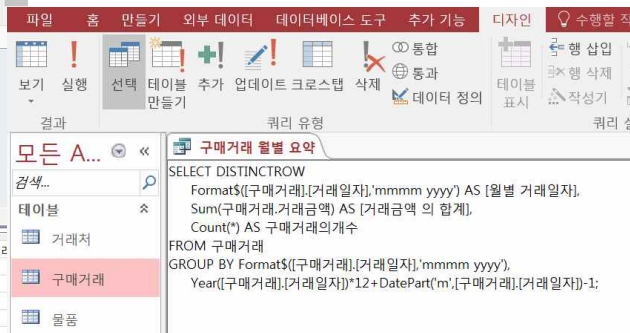 파일 홈 만들기 외부 데이터 데이터베이스 도구 추가 기능 디자인 수행할
보기 실행 선택 테이블 만들기 추가 업데이트 크로스탭 삭제 통합 통과 데이터 정의 테이블 표시 행 삽입 행 삭제 작성기
결과 쿼리 유형 쿼리
모든 A... «
검색...
테이블
거래처
구매거래
물품
구매거래 월별 요약
SELECT DISTINCTROW
Format$([구매거래].[거래일자],'mmmm yyyy') AS [월별 거래일자],
Sum(구매거래.거래금액) AS [거래금액 의 합계],
Count(*) AS 구매거래의개수
FROM 구매거래
GROUP BY Format$([구매거래].[거래일자],'mmmm yyyy'),
Year([구매거래].[거래일자])*12+DatePart('m',[구매거래].[거래일자])-1;